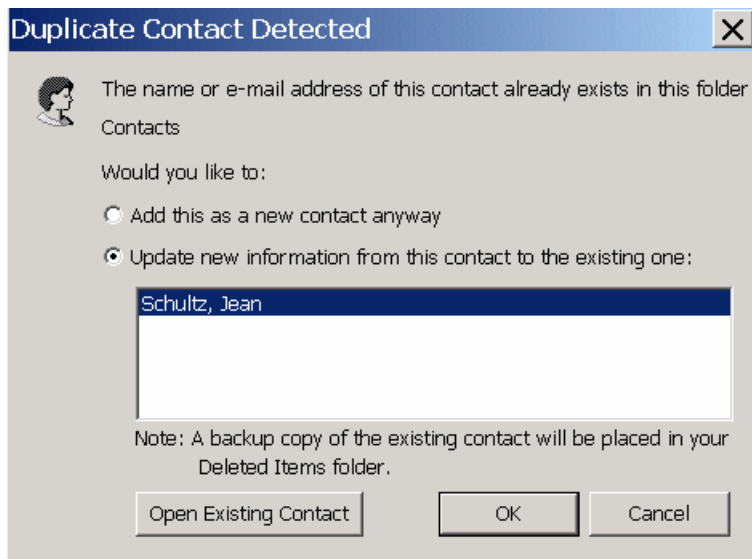 Duplicate Contact Detected
The name or e-mail address of this contact already exists in this folder
Contacts
Would you like to:
Add this as a new contact anyway
Update new information from this contact to the existing one:
Schultz, Jean
Note: A backup copy of the existing contact will be placed in your
Deleted Items folder.
Open Existing Contact
OK
Cancel